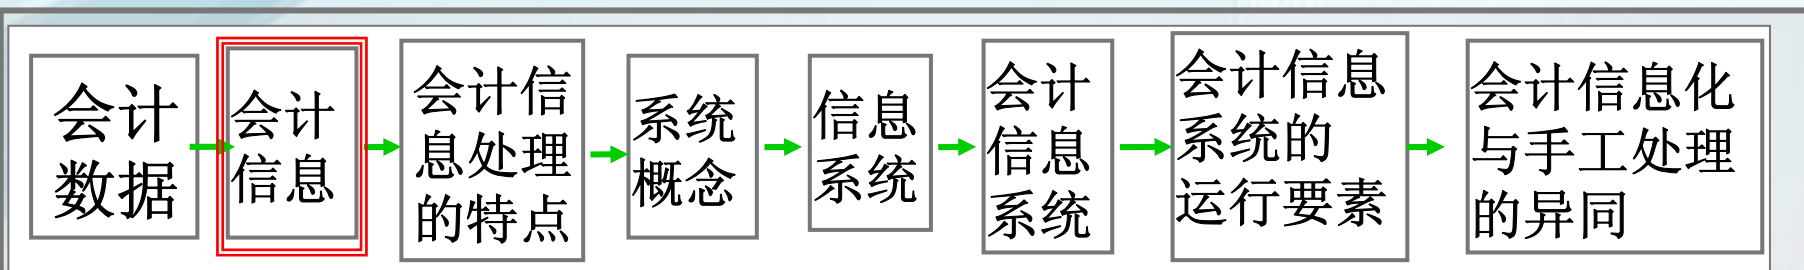 会计
数据
会计
信息
会计信
息处理
的特点
系统
概念
信息
系统
会计
信息
系统
会计信息
系统的
运行要素
会计信息化
与手工处理
的异同